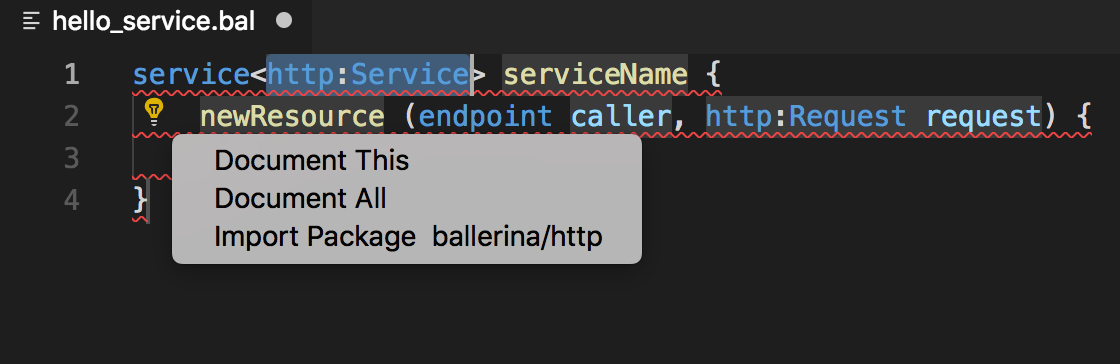 hello_service.bal
1 service<http:Service> serviceName {
2 newResource (endpoint caller, http:Request request) {
3
4 }
Document This
Document All
Import Package ballerina/http